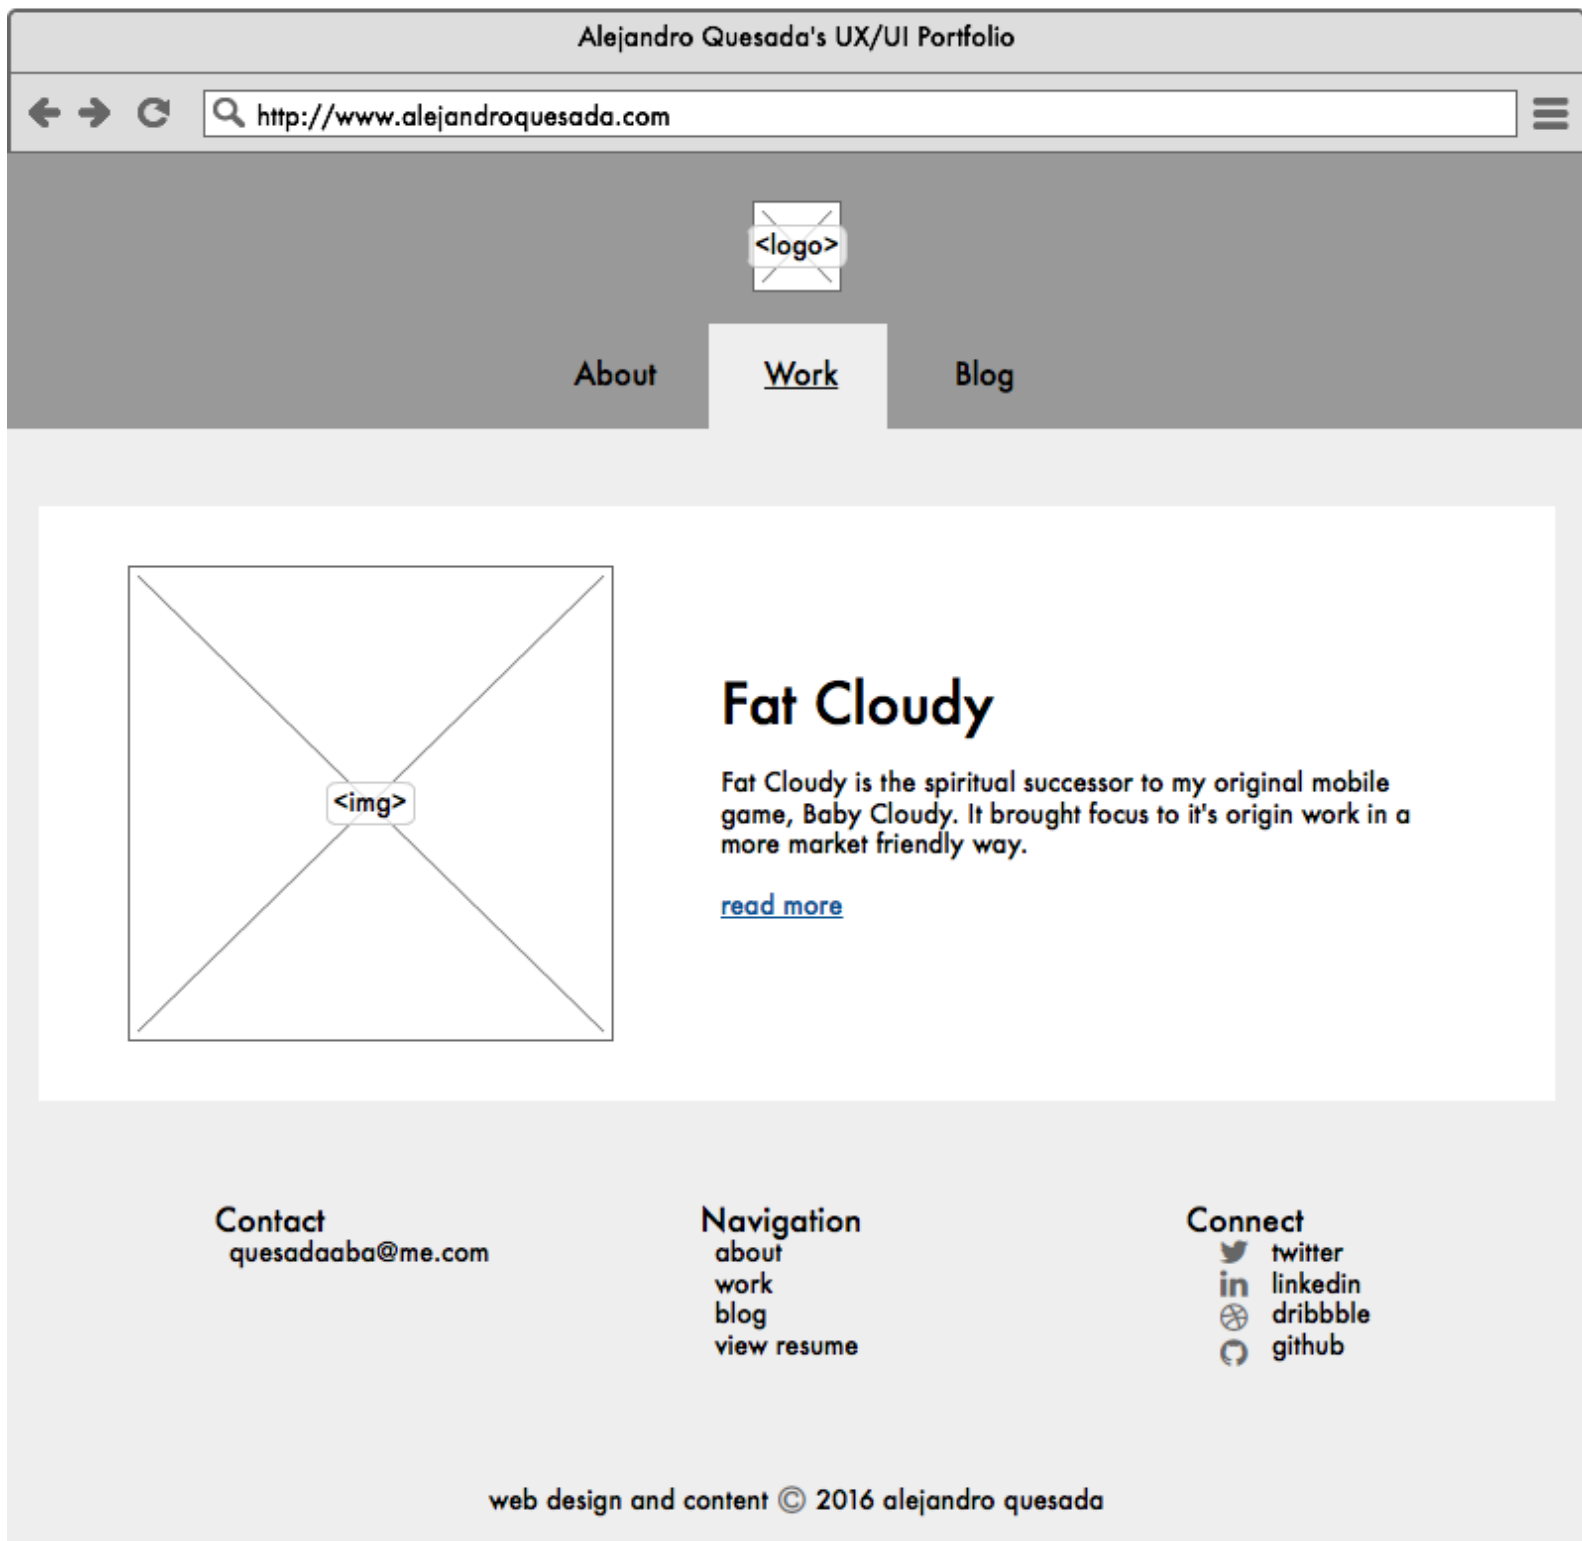 Alejandro Quesada's UX/UI Portfolio
http://www.alejandroquesada.com
<logo>
About Work Blog
<img>
Fat Cloudy
Fat Cloudy is the spiritual successor to my original mobile
game, Baby Cloudy. It brought focus to it's origin work in a
more market friendly way.
read more
Contact
quesadaaba@me.com
Navigation
about
work
blog
view resume
Connect
twitter
in linkedin
dribbble
github
web design and content © 2016 alejandro quesada